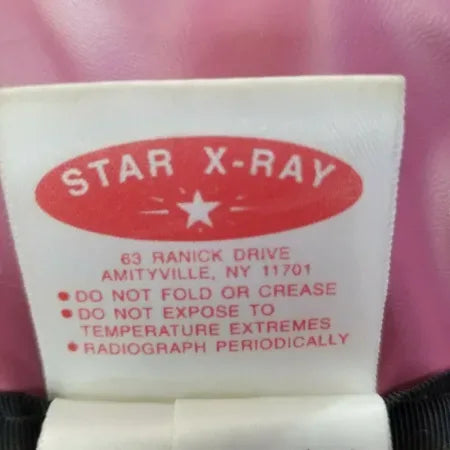 STAR X-RAY
63 RANICK DRIVE
AMITYVILLE, NY 11701
• DO NOT FOLD OR CREASE
• DO NOT EXPOSE TO
TEMPERATURE EXTREMES
• RADIOGRAPH PERIODICALLY